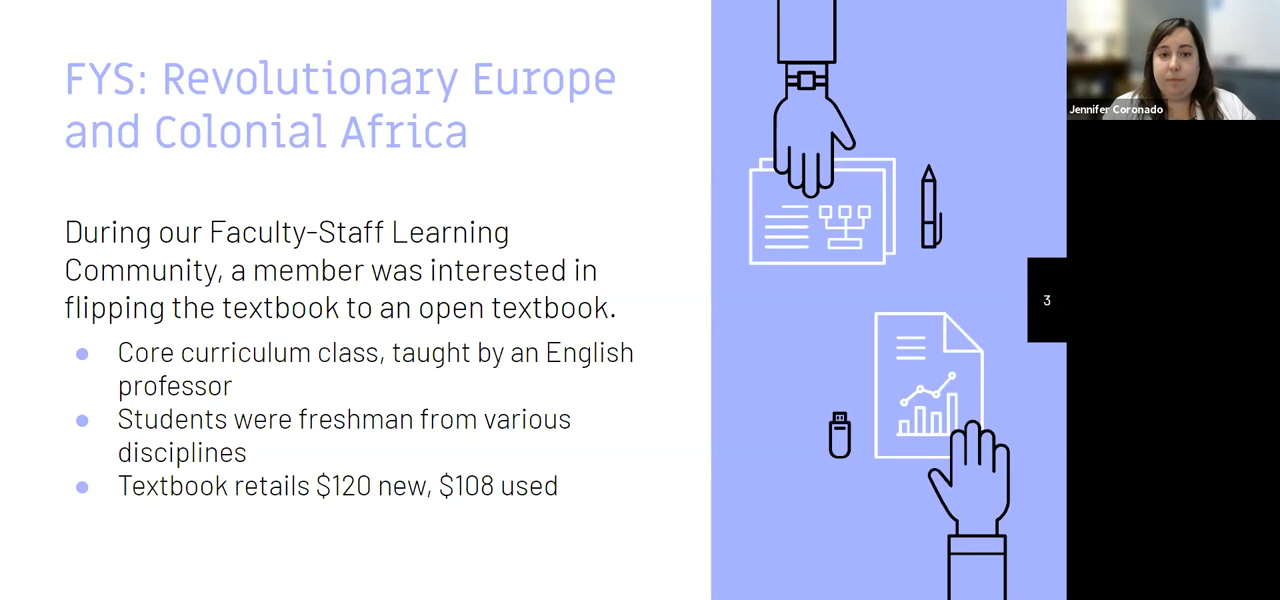 FYS: Revolutionary Europe
and Colonial Africa
During our Faculty-Staff Learning
Community, a member was interested in
flipping the textbook to an open textbook.
Core curriculum class, taught by an English
professor
Students were freshman from various
disciplines
Textbook retails $120 new, $108 used
3
Jennifer Coronado